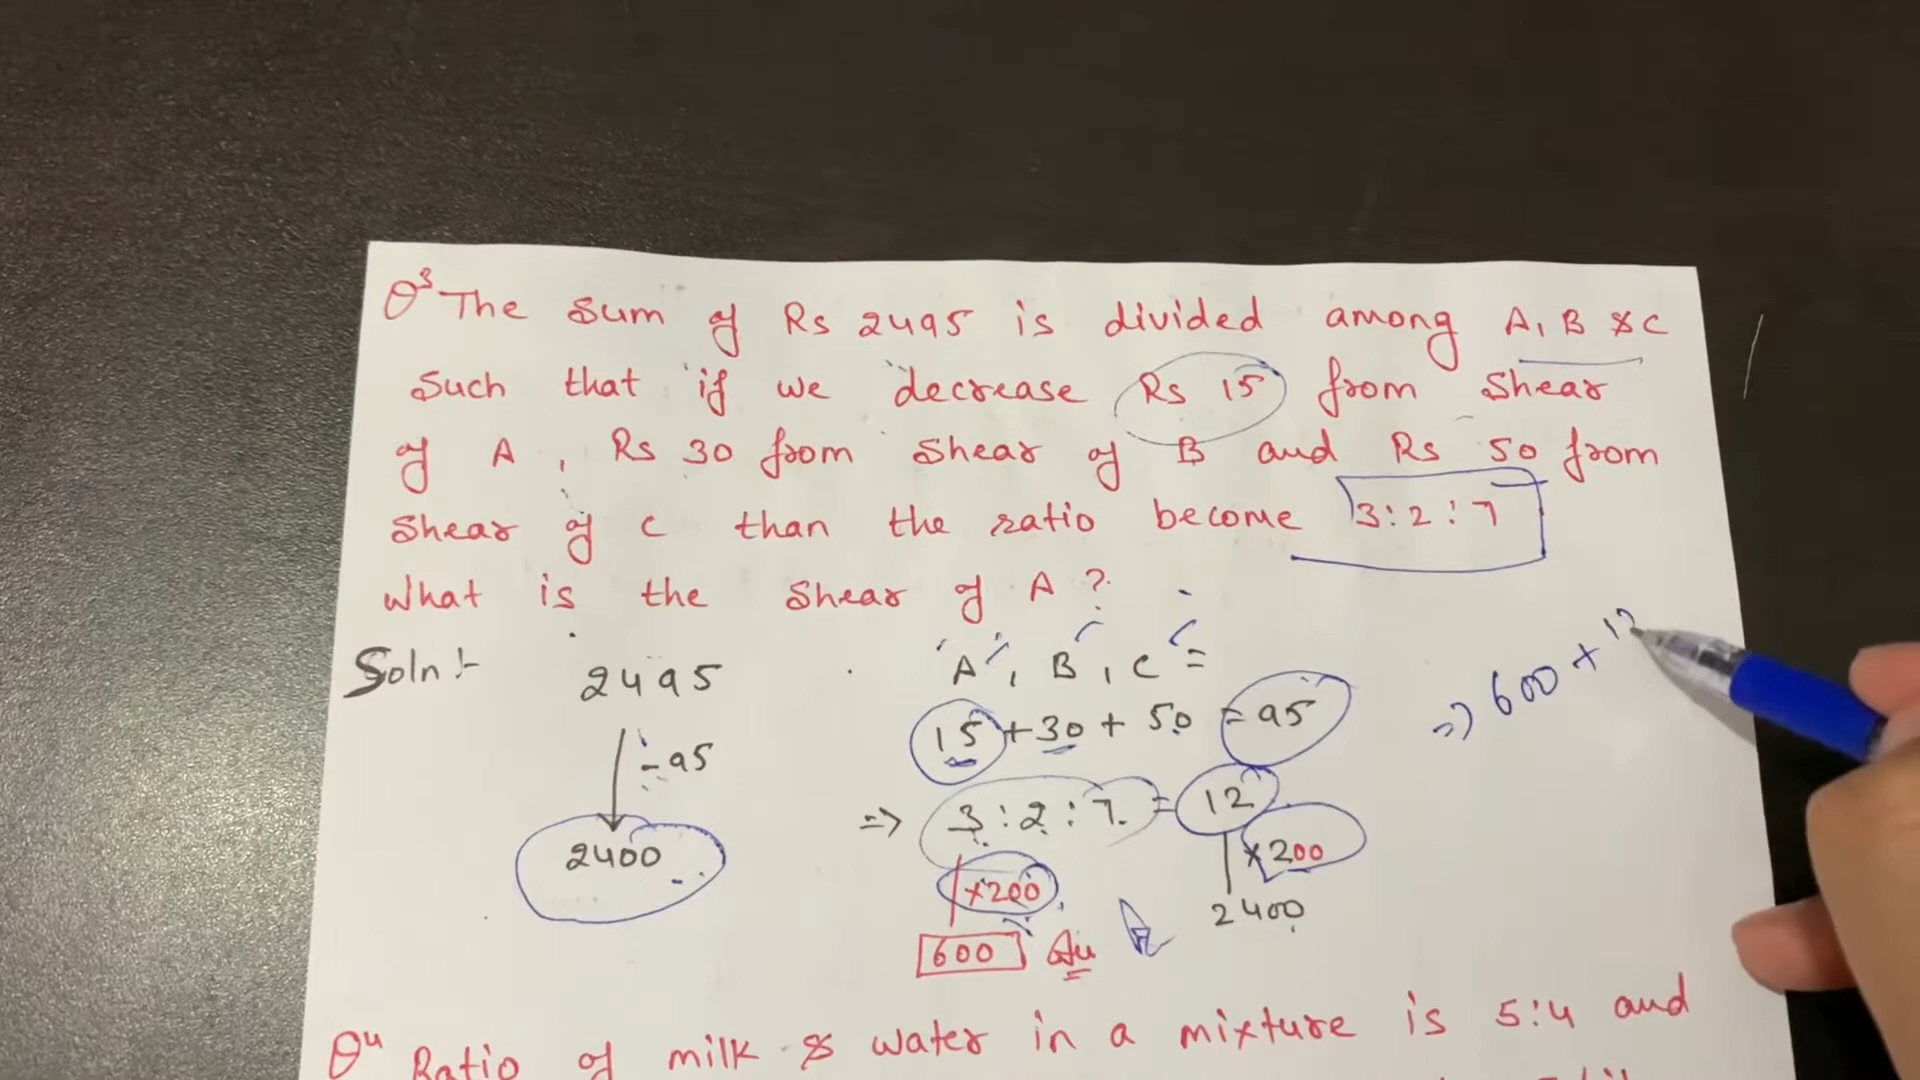 Q3 The sum of Rs 2495 is divided among A, B & C
such that if we decrease Rs 15 from shear
of A, Rs 30 from shear of B and Rs 50 from
shear of C than the ratio become 3:2:7
what is the shear of A?
Soln:-
2495
-95
2400
A, B, C =
15 + 30 + 50 = 95
=> 3:2:7 = 12
×200
×200
600
2400
=> 600 +
Q4 Ratio of milk & water in a mixture is 5:4 and